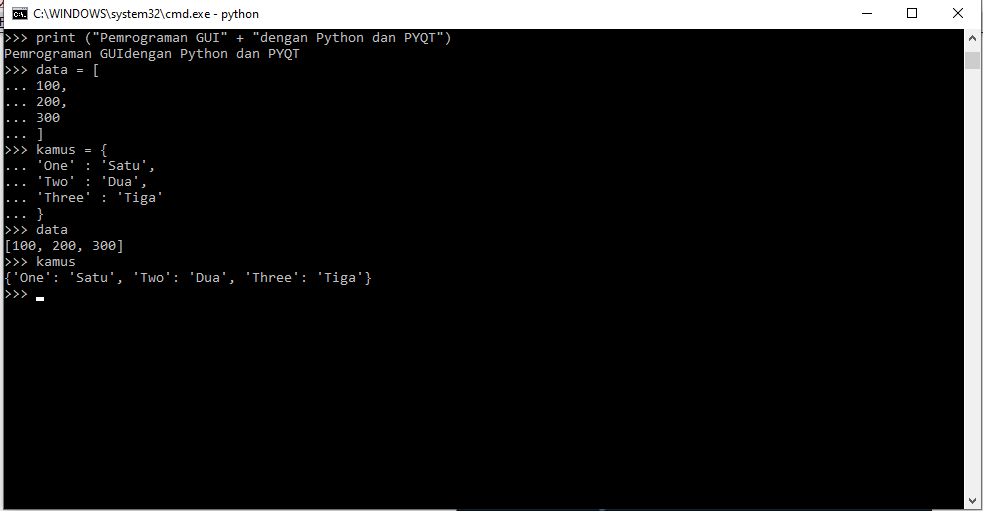 C:\WINDOWS\system32\cmd.exe - python
>>> print ("Pemrograman GUI" + "dengan Python dan PYQT")
Pemrograman GUIdengan Python dan PYQT
>>> data = [
... 100,
... 200,
... 300
... ]
>>> kamus = {
... 'One' : 'Satu',
... 'Two' : 'Dua',
... 'Three' : 'Tiga'
... }
>>> data
[100, 200, 300]
>>> kamus
{'One': 'Satu', 'Two': 'Dua', 'Three': 'Tiga'}
>>>